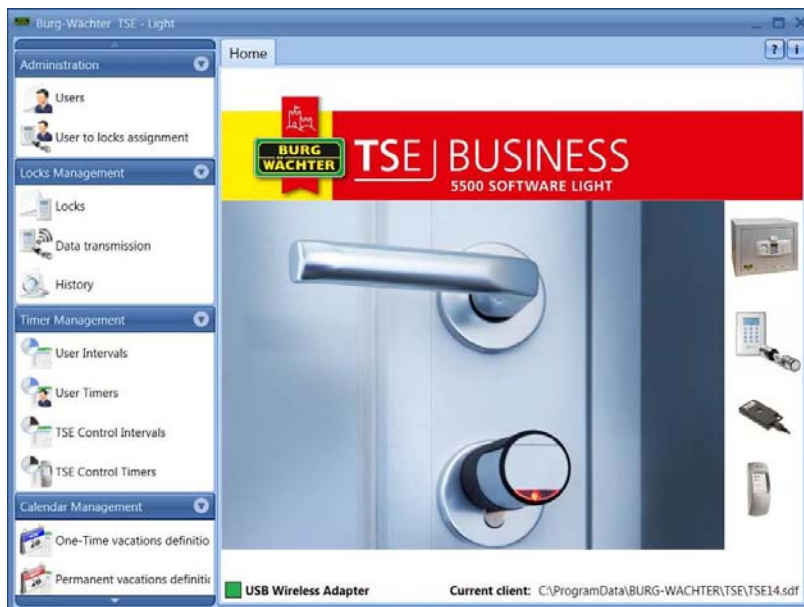 Burg-Wächter TSE - Light
Administration
Users
User to locks assignment
Locks Management
Locks
Data transmission
History
Timer Management
User Intervals
User Timers
TSE Control Intervals
TSE Control Timers
Calendar Management
One-Time vacations definitio
Permanent vacations definitic
Home
? i
BURG
WÄCHTER
TSE BUSINESS
5500 SOFTWARE LIGHT
USB Wireless Adapter
Current client: C:\ProgramData\BURG-WACHTER\TSE\TSE14.sdf